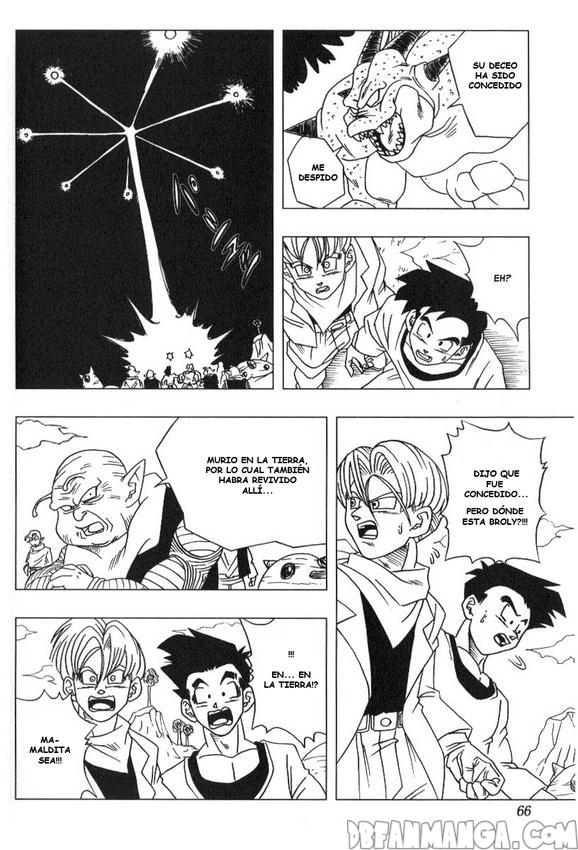 SU DECEO
HA SIDO
CONCEDIDO
ME
DESPIDO
EH?
MURIO EN LA TIERRA,
POR LO CUAL TAMBIÉN
HABRA REVIVIDO
ALLÍ...
DIJO QUE
FUE
CONCEDIDO...
PERO DÓNDE
ESTA BROLY?!!!
!!!
EN... EN
LA TIERRA!?
MA-
MALDITA
SEA!!!
66
DBFANMANGA.COM